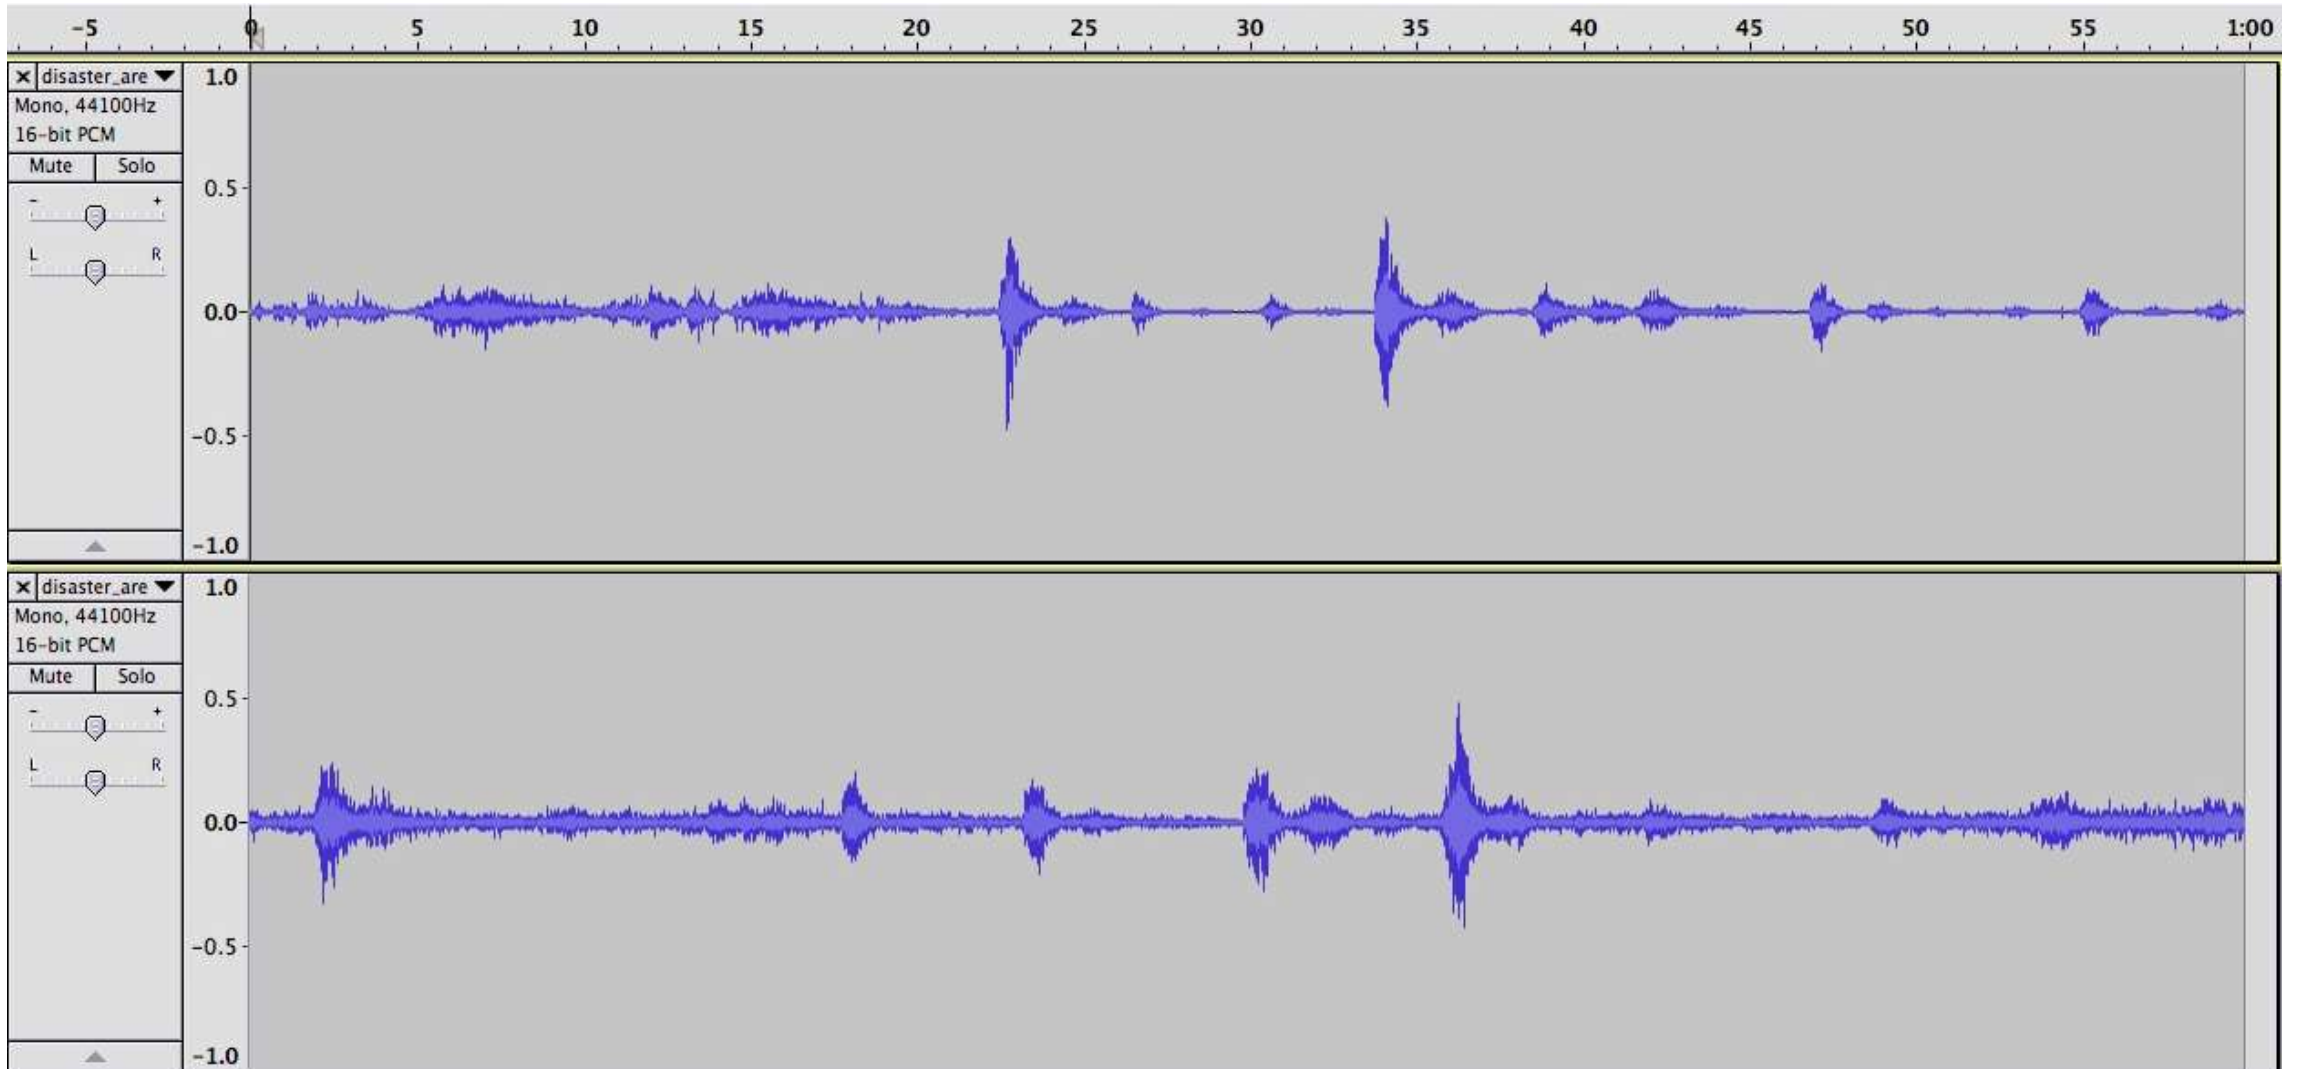 -5 0 5 10 15 20 25 30 35 40 45 50 55 1:00
× disaster_are ▼ 1.0
Mono, 44100Hz
16-bit PCM
Mute Solo
0.5
- +
L R
0.0
-0.5
-1.0
× disaster_are ▼ 1.0
Mono, 44100Hz
16-bit PCM
Mute Solo
0.5
- +
L R
0.0
-0.5
-1.0